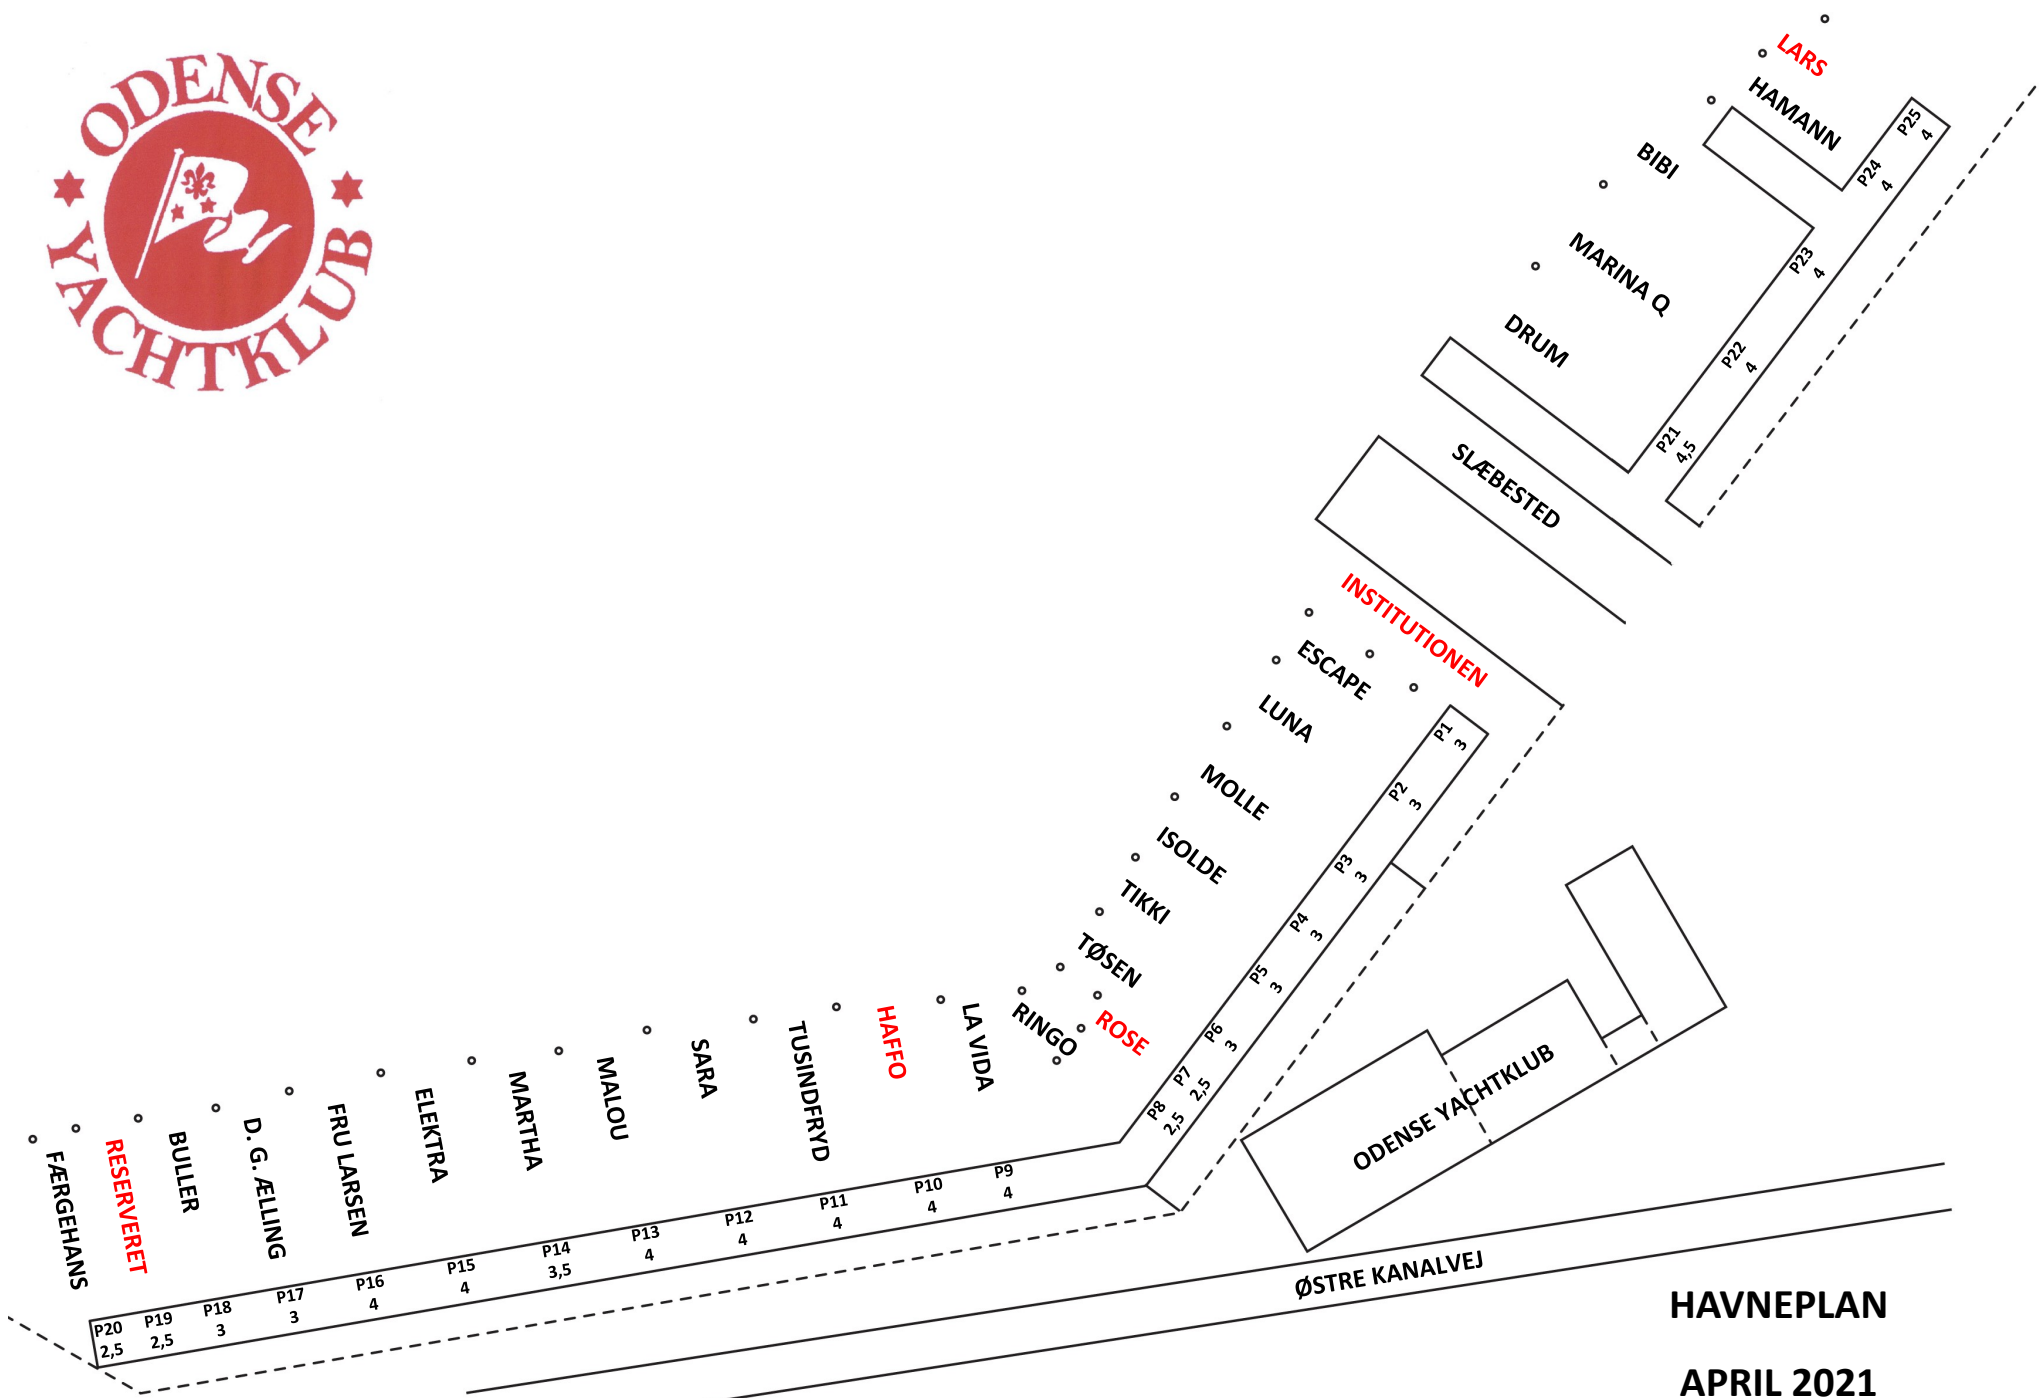 ODENSE
YACHTKLUB
LARS
HAMANN
BIBI
MARINA Q
DRUM
P25
4
P24
4
P23
4
P22
4
P21
4,5
SLÆBESTED
INSTITUTIONEN
ESCAPE
LUNA
MOLLE
ISOLDE
TIKKI
TØSEN
ROSE
RINGO
P1
3
P2
3
P3
3
P4
3
P5
3
P6
3
P7
2,5
P8
2,5
LA VIDA
HAFFO
TUSINDFRYD
SARA
MALOU
MARTHA
ELEKTRA
FRU LARSEN
D. G. ÆLLING
BULLER
RESERVERET
FÆRGEHANS
P9
4
P10
4
P11
4
P12
4
P13
4
P14
3,5
P15
4
P16
4
P17
3
P18
3
P19
2,5
P20
2,5
ODENSE YACHTKLUB
ØSTRE KANALVEJ
HAVNEPLAN
APRIL 2021